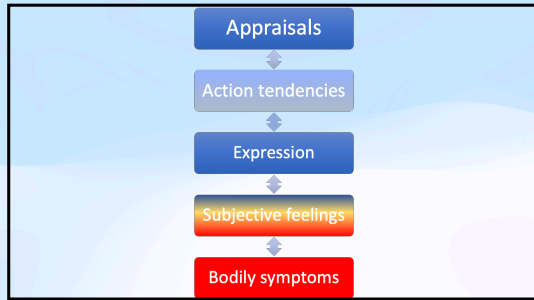 Appraisals
Action tendencies
Expression
Subjective feelings
Bodily symptoms